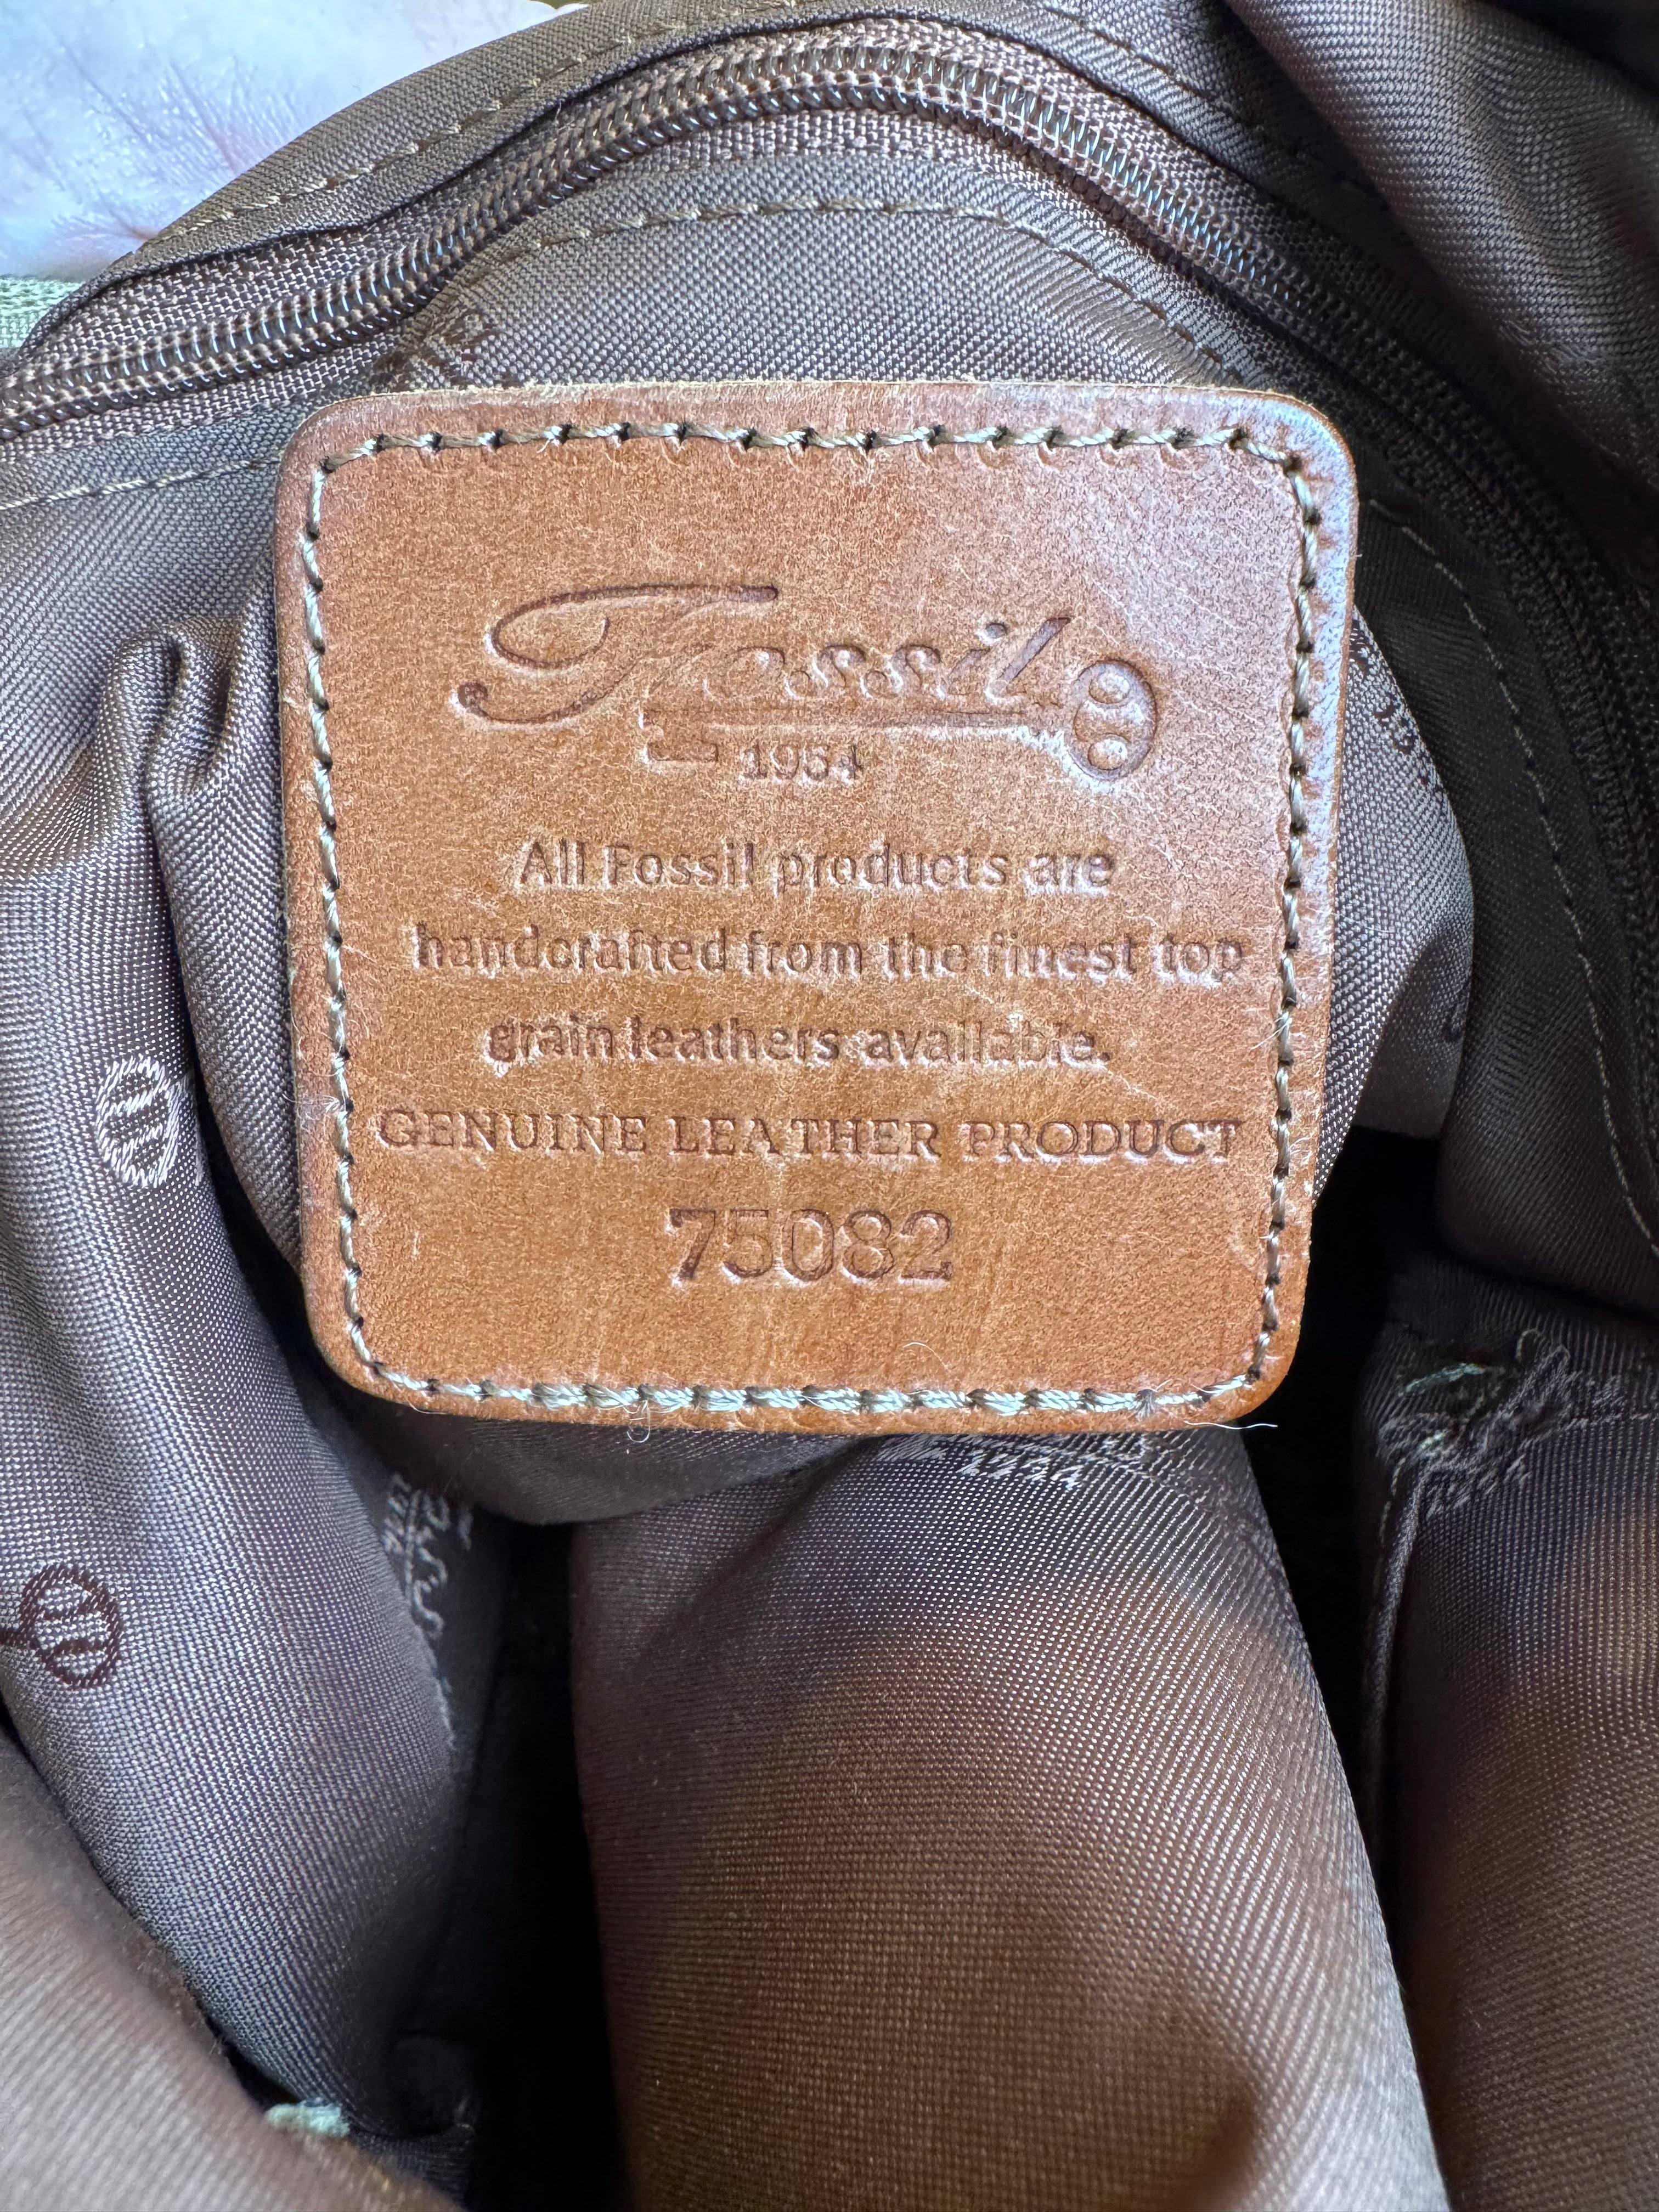 Fossil
1954
All Fossil products are
handcrafted from the finest top
grain leathers available.
GENUINE LEATHER PRODUCT
75082